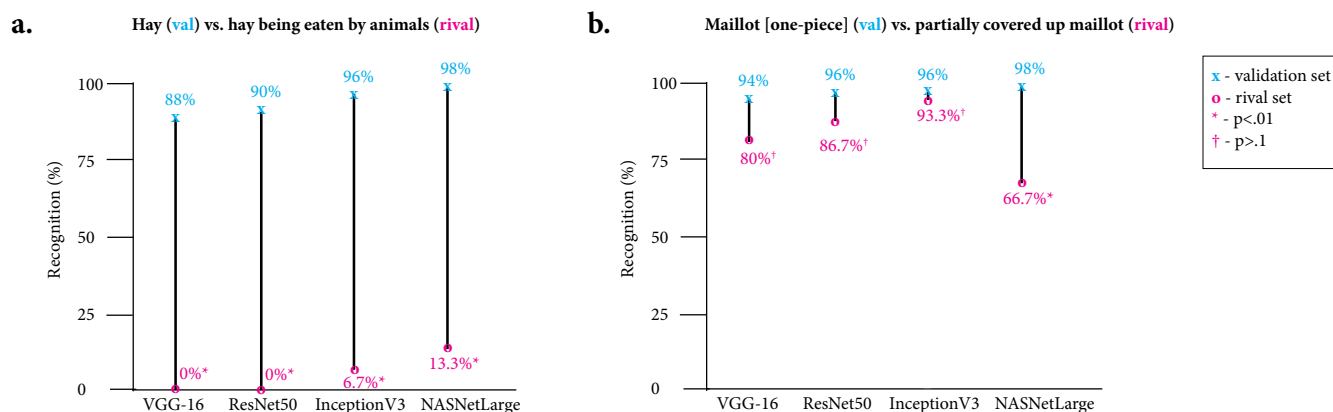 a.
Hay (val) vs. hay being eaten by animals (rival)
Recognition (%)
100
75
50
25
0
88%
90%
96%
98%
0%*
0%*
6.7%*
13.3%*
VGG-16 ResNet50 InceptionV3 NASNetLarge
b.
Maillot [one-piece] (val) vs. partially covered up maillot (rival)
Recognition (%)
100
75
50
25
0
94%
96%
96%
98%
80%†
86.7%†
93.3%†
66.7%*
VGG-16 ResNet50 InceptionV3 NASNetLarge
x - validation set
o - rival set
* - p<.01
† - p>.1